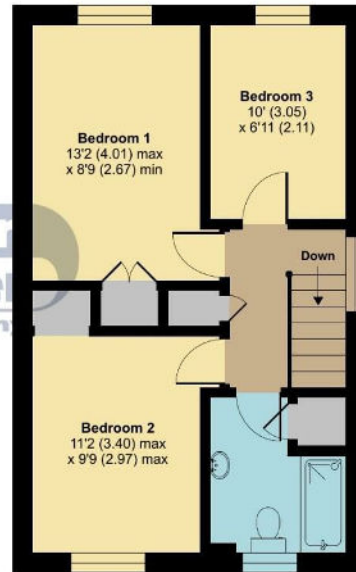 Bedroom 3
10' (3.05)
x 6'11 (2.11)
Bedroom 1
13'2 (4.01) max
x 8'9 (2.67) min
Down
Bedroom 2
11'2 (3.40) max
x 9'9 (2.97) max